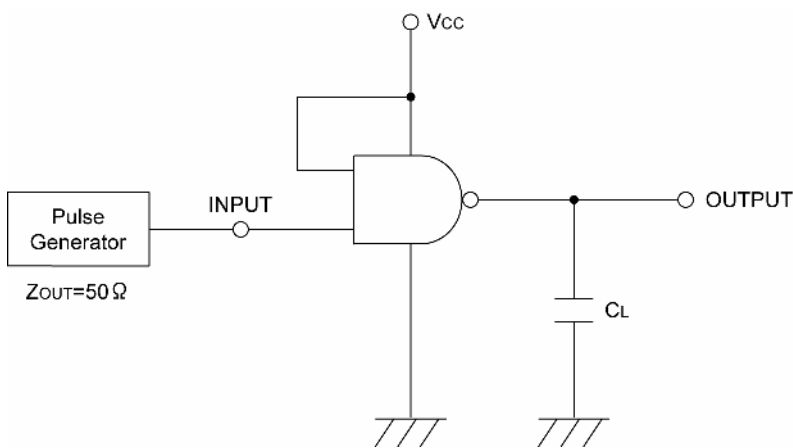 VCC
INPUT
OUTPUT
Pulse
Generator
ZOUT=50Ω
CL